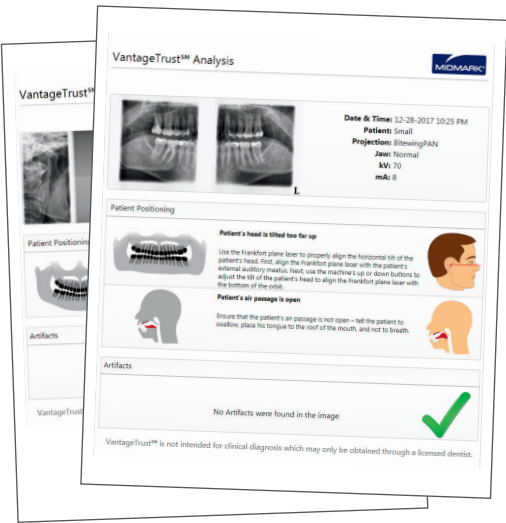 VantageTrust℠ Analysis
MIDMARK
VantageTrust℠
Date & Time: 12-28-2017 10:25 PM
Patient: Small
Projection: BitewingPAN
Jaw: Normal
kV: 70
mA: 8
L
Patient Positioning
Patient's head is tilted too far up
Use the Frankfort plane laser to properly align the horizontal tilt of the
patient's head. First, align the Frankfort plane laser with the patient's
external auditory meatus. Next, use the machine's up or down buttons to
adjust the tilt of the patient's head to align the Frankfort plane laser with
the bottom of the orbit.
Patient Positioning
Patient's air passage is open
Ensure that the patient's air passage is not open – tell the patient to
swallow, place his tongue to the roof of the mouth, and not to breath.
Artifacts
Artifacts
No Artifacts were found in the image
VantageTrust
VantageTrust℠ is not intended for clinical diagnosis which may only be obtained through a licensed dentist.